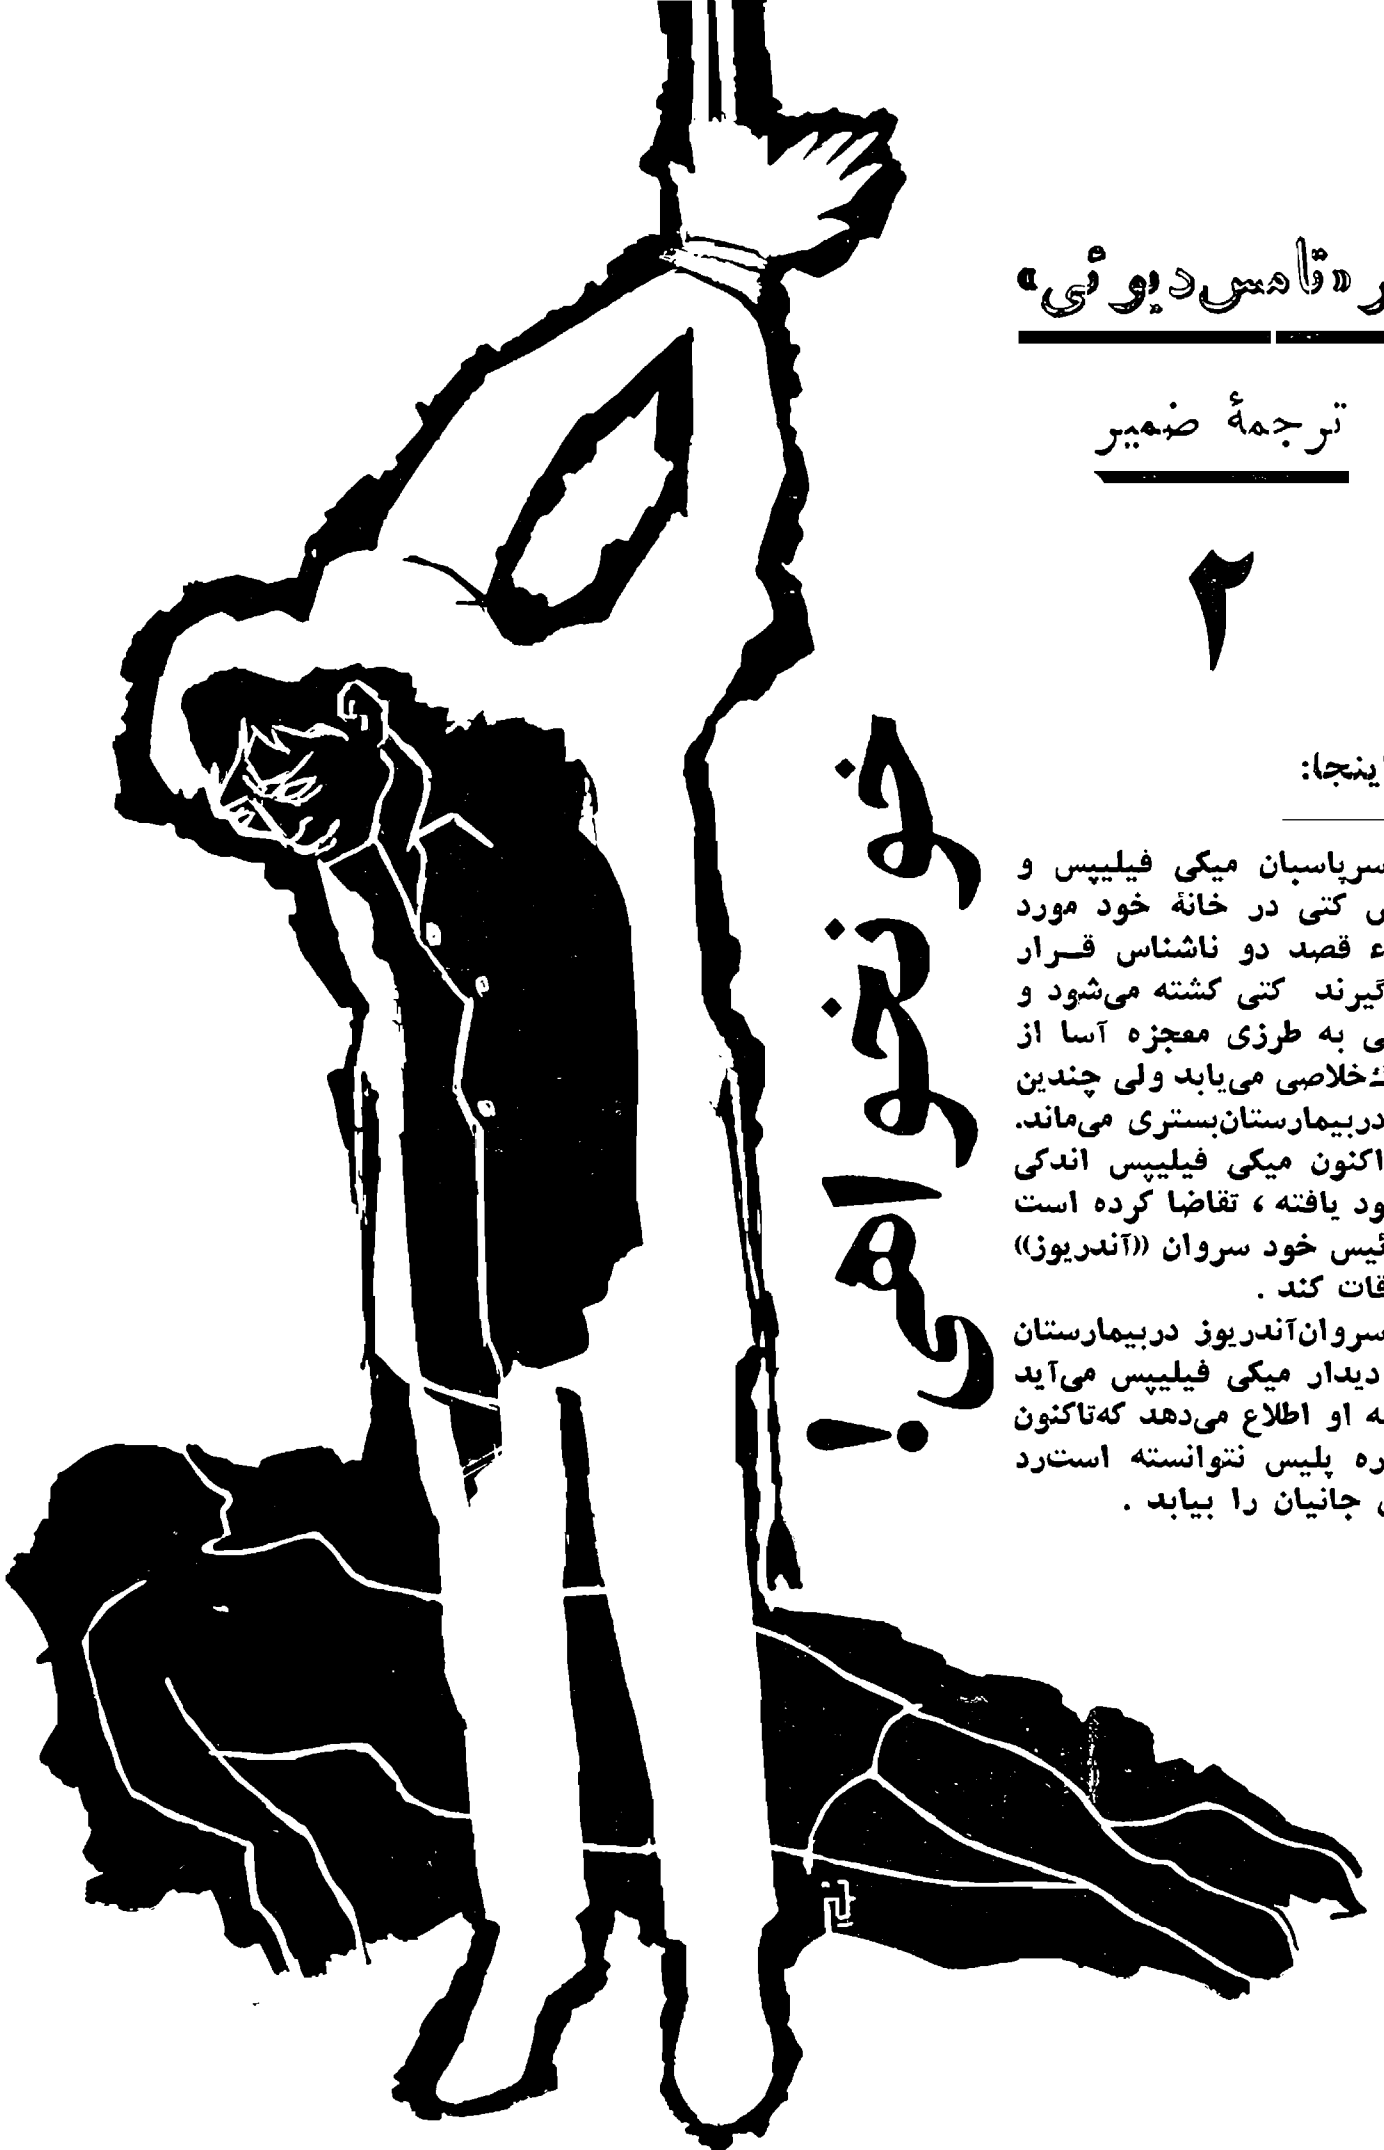 ر «تامس دیوئی»
ترجمهٔ ضمیر
۲
خونخواهی!
اینجا:
سرپاسبان میکی فیلیپس و
کتی در خانهٔ خود مورد
ء قصد دو ناشناس قـرار
گیرند کتی کشته می‌شود و
ی به طرزی معجزه آسا از
خلاصی می‌یابد ولی چندین
دربیمارستان‌بستری می‌ماند.
اکنون میکی فیلیپس اندکی
ود یافته ، تقاضا کرده است
ئیس خود سروان ((آندریوز))
قات کند .
سروان‌آندریوز دربیمارستان
دیدار میکی فیلیپس می‌آید
ه او اطلاع می‌دهد که‌تاکنون
ره پلیس نتوانسته است‌رد
جانیان را بیابد .